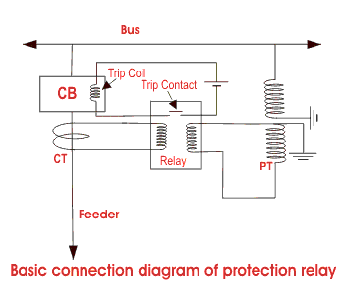 Bus
Trip Coil
Trip Contact
CB
CT
Relay
PT
Feeder
Basic connection diagram of protection relay